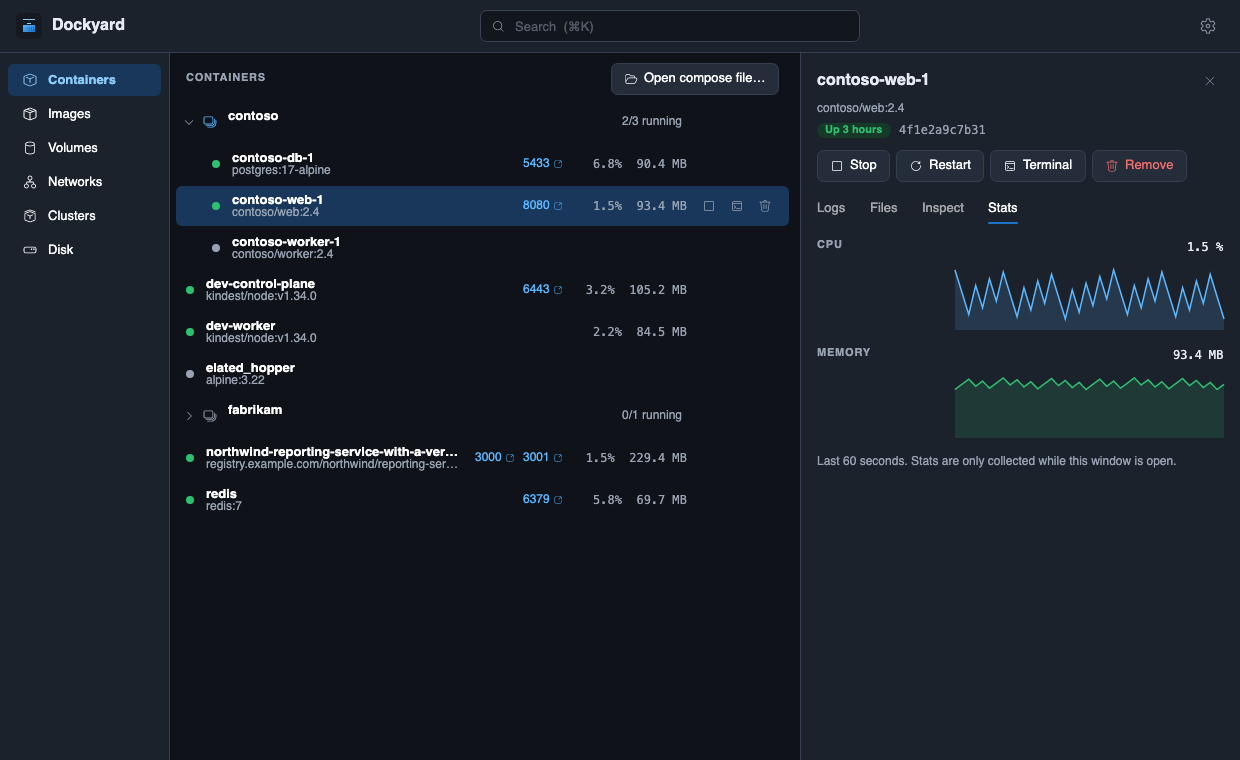 Dockyard
Search (⌘K)
Containers
Images
Volumes
Networks
Clusters
Disk
CONTAINERS
Open compose file...
contoso
2/3 running
contoso-db-1
postgres:17-alpine
5433
6.8% 90.4 MB
contoso-web-1
contoso/web:2.4
8080
1.5% 93.4 MB
contoso-worker-1
contoso/worker:2.4
dev-control-plane
kindest/node:v1.34.0
6443
3.2% 105.2 MB
dev-worker
kindest/node:v1.34.0
2.2% 84.5 MB
elated_hopper
alpine:3.22
fabrikam
0/1 running
northwind-reporting-service-with-a-ver...
registry.example.com/northwind/reporting-ser...
3000 3001
1.5% 229.4 MB
redis
redis:7
6379
5.8% 69.7 MB
contoso-web-1
contoso/web:2.4
Up 3 hours 4f1e2a9c7b31
Stop Restart Terminal Remove
Logs Files Inspect Stats
CPU
1.5 %
MEMORY
93.4 MB
Last 60 seconds. Stats are only collected while this window is open.